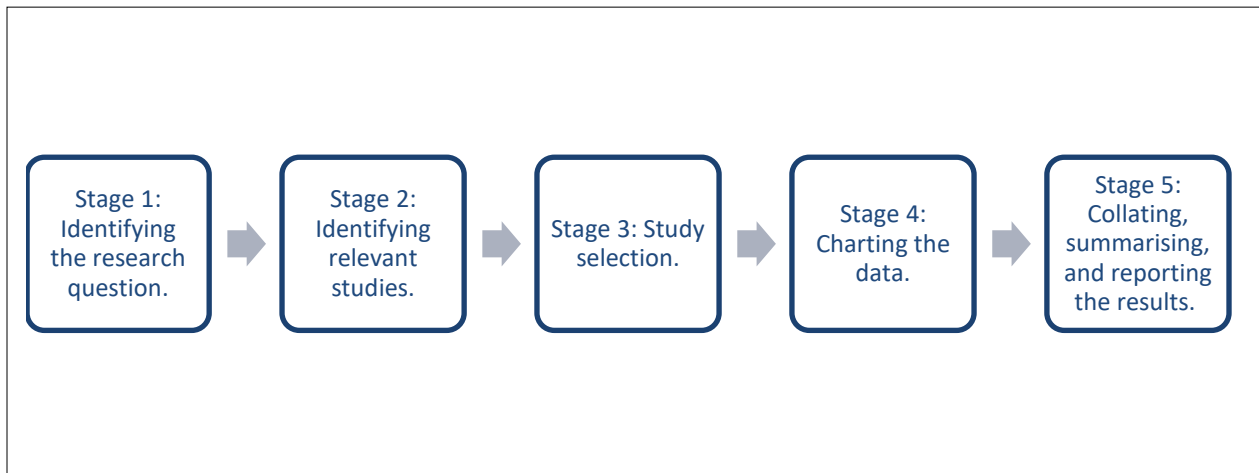 Stage 1:
Identifying
the research
question.
Stage 2:
Identifying
relevant
studies.
Stage 3: Study
selection.
Stage 4:
Charting the
data.
Stage 5:
Collating,
summarising,
and reporting
the results.